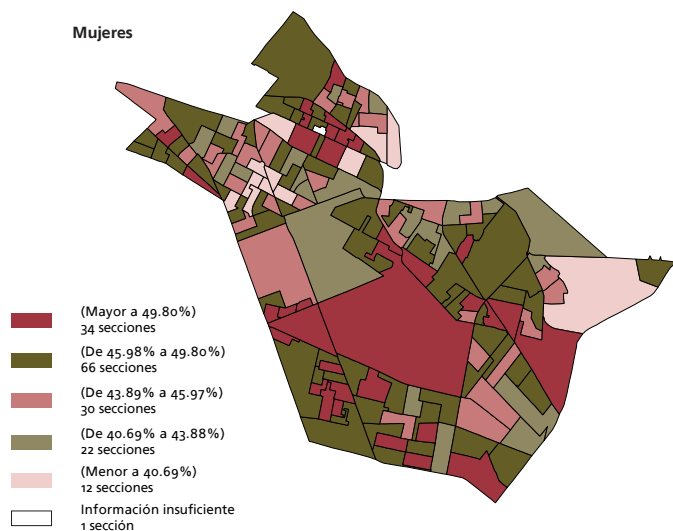 Mujeres
(Mayor a 49.80%)
34 secciones
(De 45.98% a 49.80%)
66 secciones
(De 43.89% a 45.97%)
30 secciones
(De 40.69% a 43.88%)
22 secciones
(Menor a 40.69%)
12 secciones
Información insuficiente
1 sección